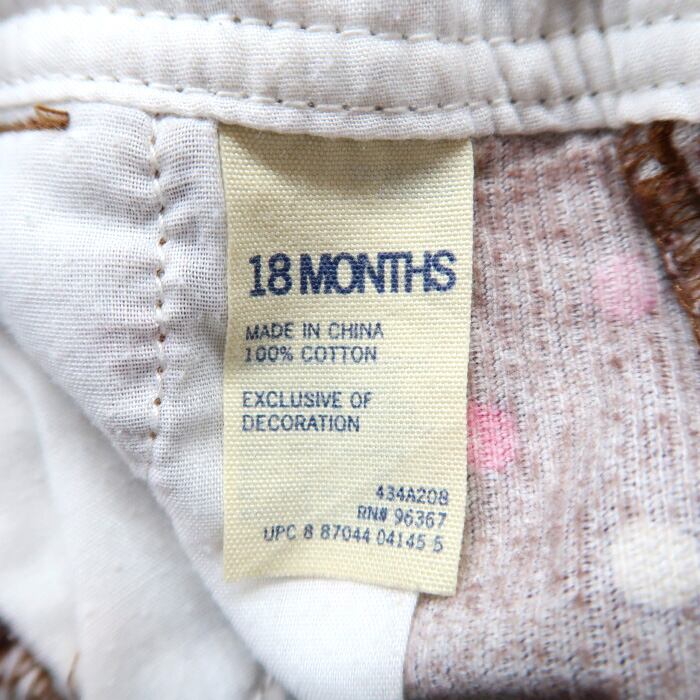 18 MONTHS
MADE IN CHINA
100% COTTON
EXCLUSIVE OF
DECORATION
434A208
RN# 96367
UPC 8 87044 04145 5